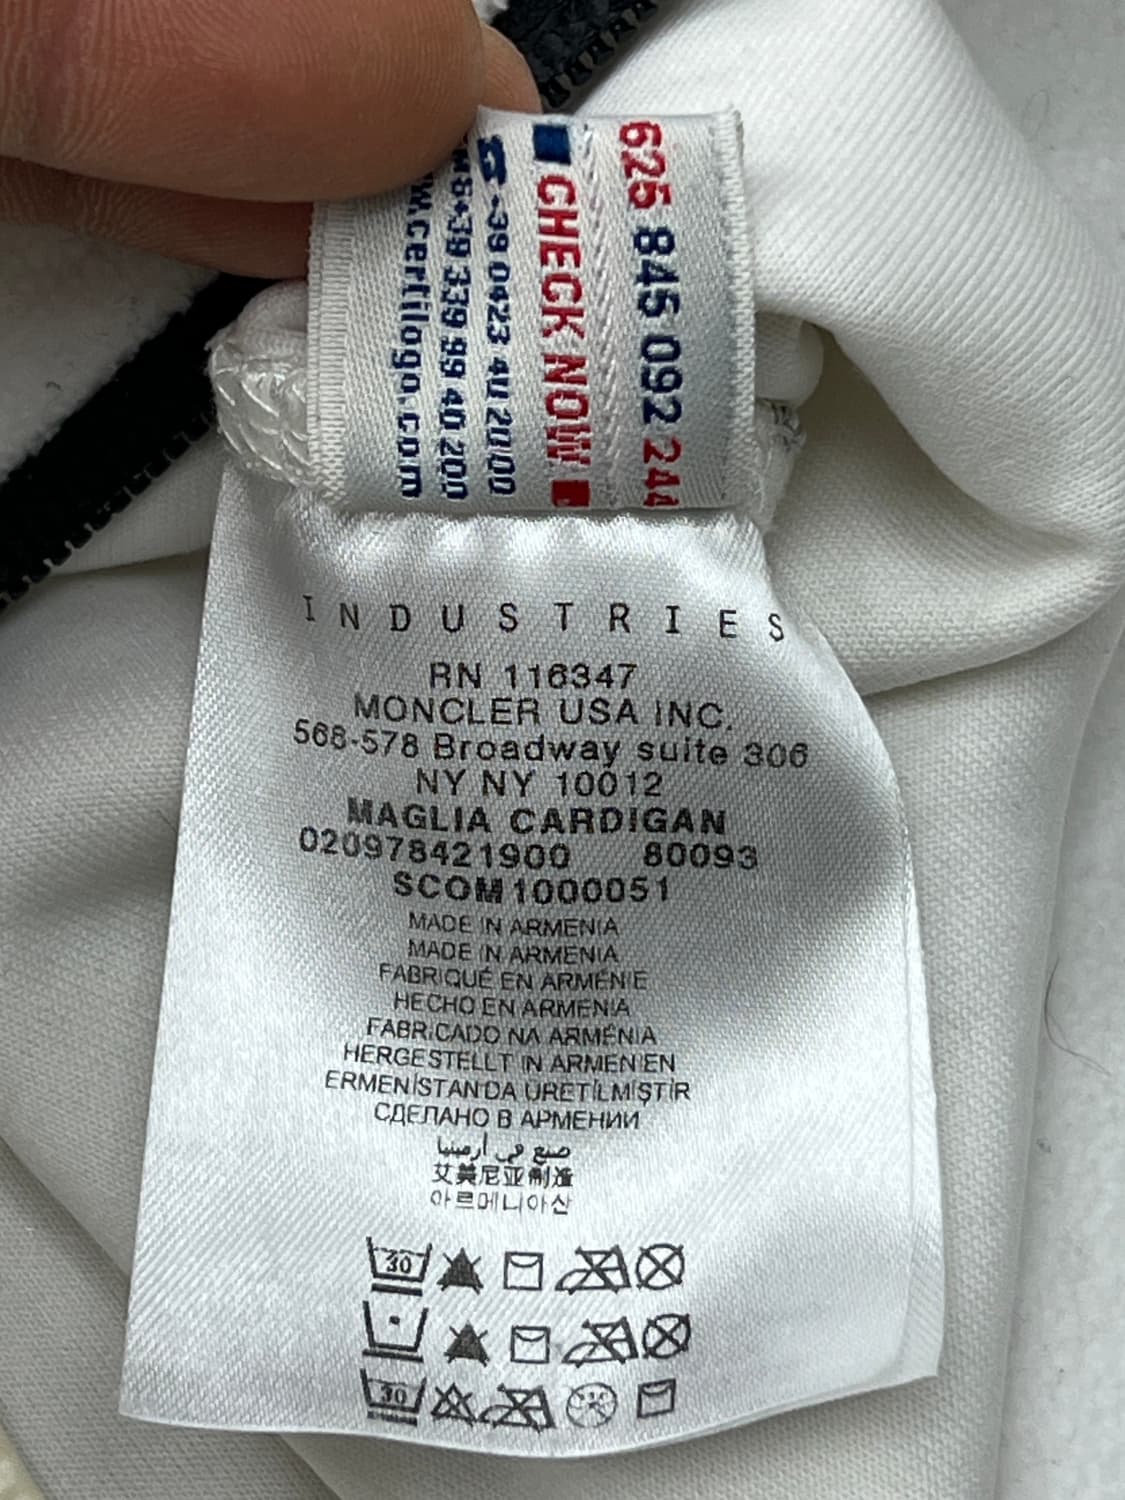 625 845 092 244
CHECK NOW
39 0423 40 2000
+39 339 99 40 200
w.certilogo.com
INDUSTRIES
RN 116347
MONCLER USA INC.
568-578 Broadway suite 306
NY NY 10012
MAGLIA CARDIGAN
020978421900 80093
SCOM1000051
MADE IN ARMENIA
MADE IN ARMENIA
FABRIQUÉ EN ARMÉNIE
HECHO EN ARMENIA
FABRICADO NA ARMÉNIA
HERGESTELLT IN ARMENIEN
ERMENİSTAN'DA ÜRETİLMİŞTİR
СДЕЛАНО В АРМЕНИИ
صنع في أرمينيا
艾美尼亚制造
아르메니아산
30
30